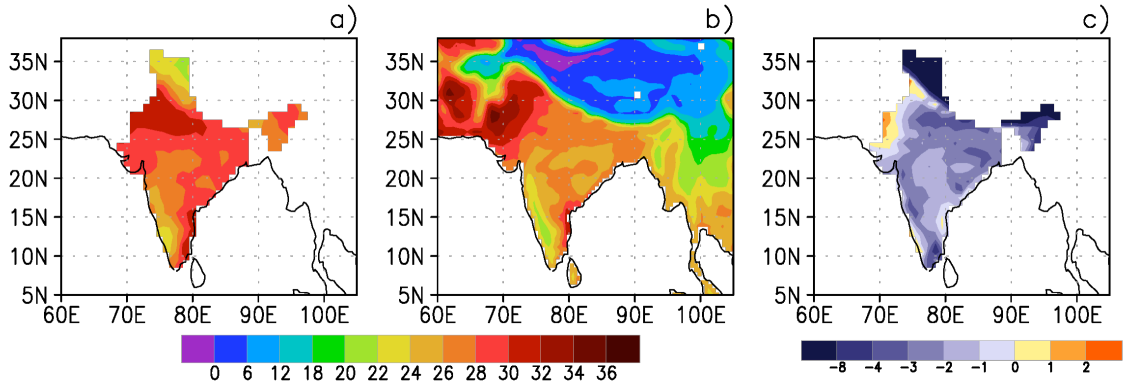 a) b) c)
35N 35N 35N
30N 30N 30N
25N 25N 25N
20N 20N 20N
15N 15N 15N
10N 10N 10N
5N 5N 5N
60E 70E 80E 90E 100E 60E 70E 80E 90E 100E 60E 70E 80E 90E 100E
0 6 12 18 20 22 24 26 28 30 32 34 36
-8 -4 -3 -2 -1 0 1 2